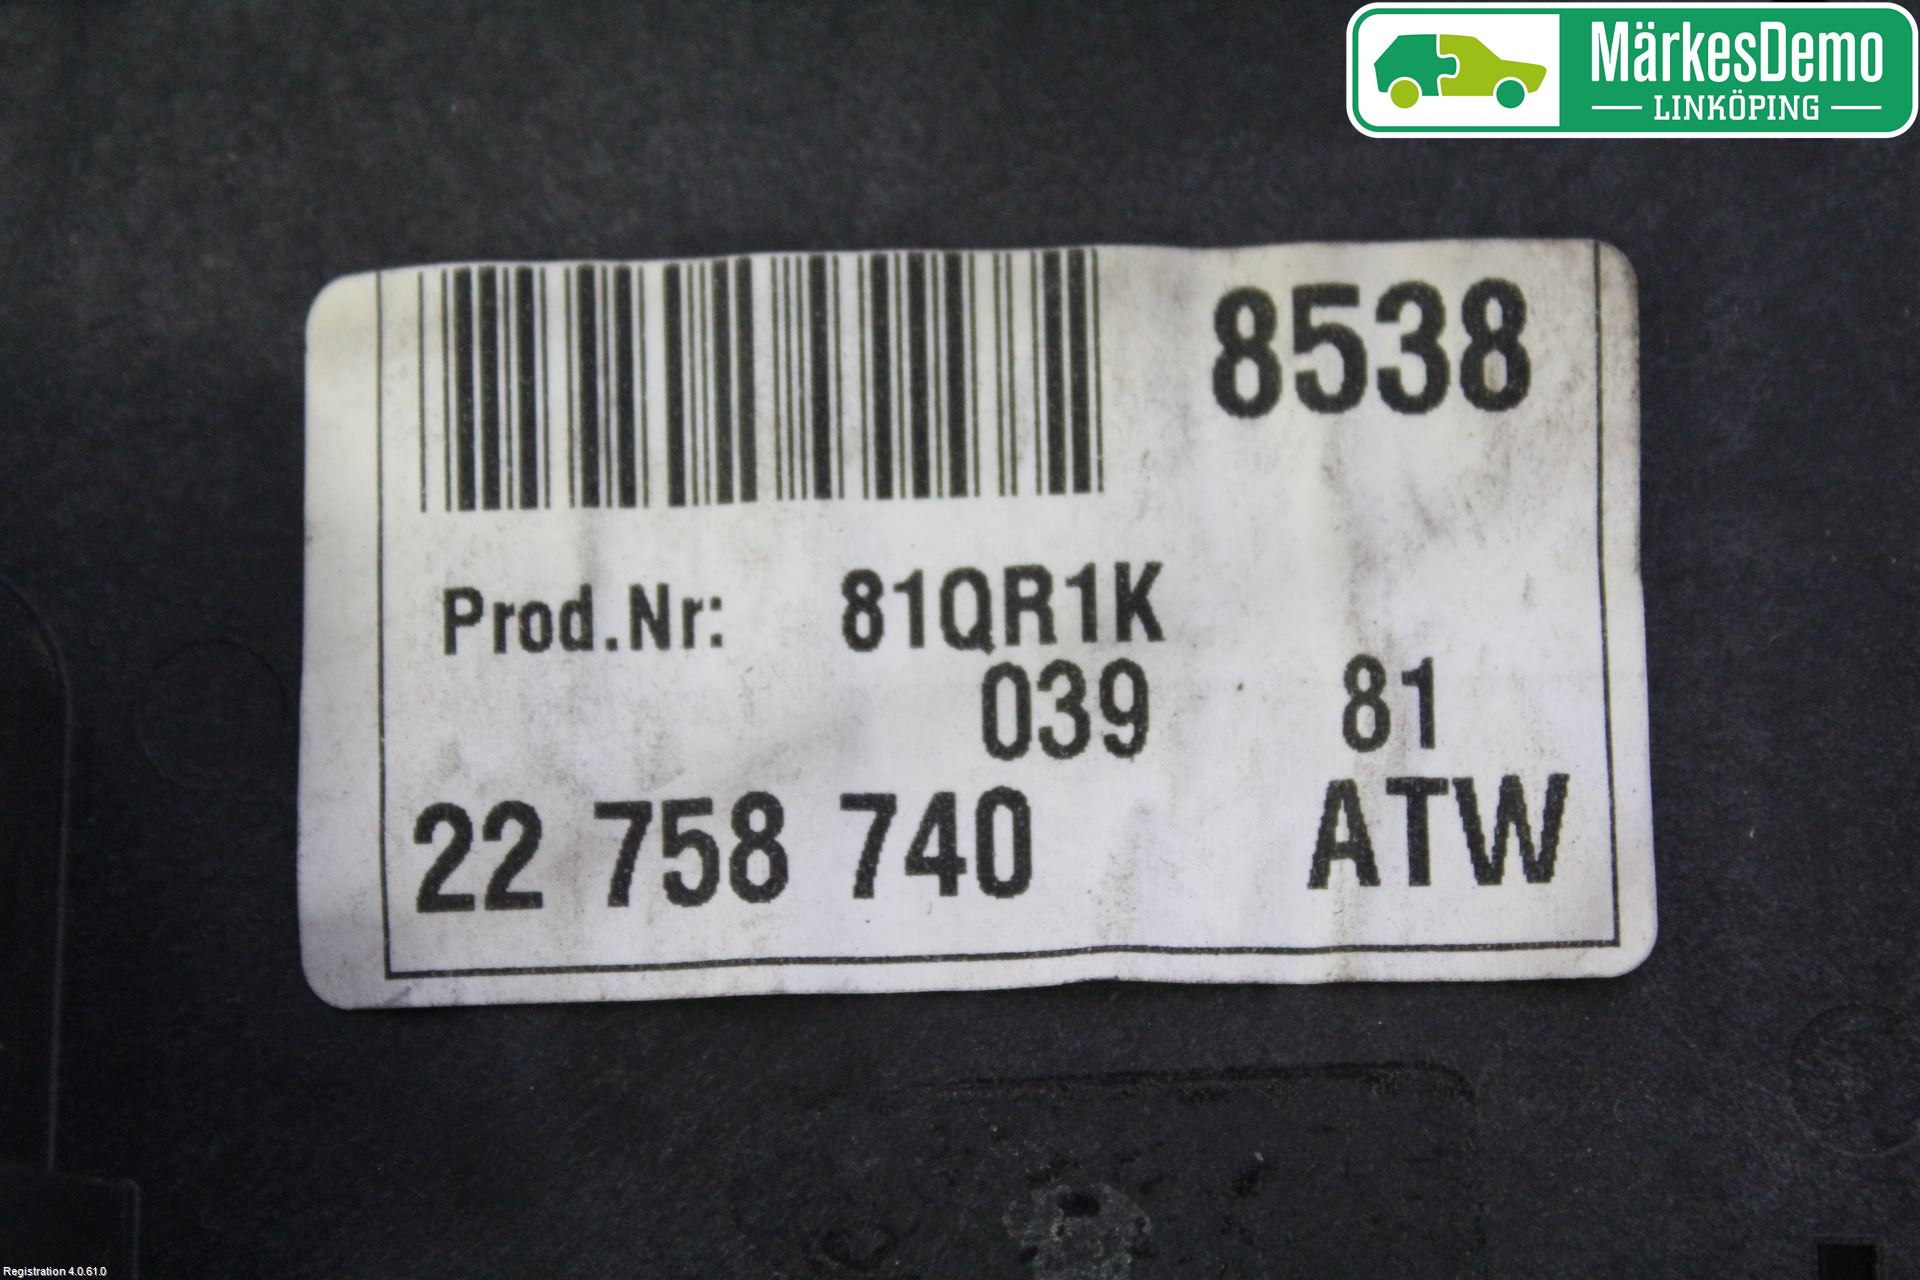 MärkesDemo
LINKÖPING
8538
Prod.Nr: 81QR1K
039 81
22 758 740 ATW
Registration 4.0.61.0